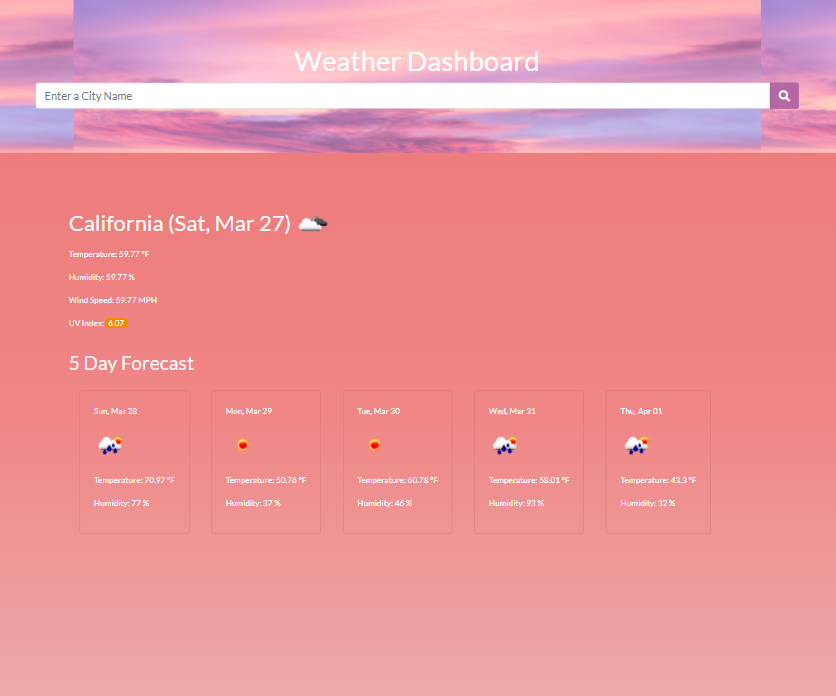 Weather Dashboard
Enter a City Name
California (Sat, Mar 27)
Temperature: 59.77 °F
Humidity: 59.77 %
Wind Speed: 59.77 MPH
UV Index: 6.07
5 Day Forecast
Sun, Mar 28
Temperature: 70.97 °F
Humidity: 77 %
Mon, Mar 29
Temperature: 50.76 °F
Humidity: 37 %
Tue, Mar 30
Temperature: 60.78 °F
Humidity: 46 %
Wed, Mar 31
Temperature: 58.01 °F
Humidity: 93 %
Thu, Apr 01
Temperature: 43.3 °F
Humidity: 32 %